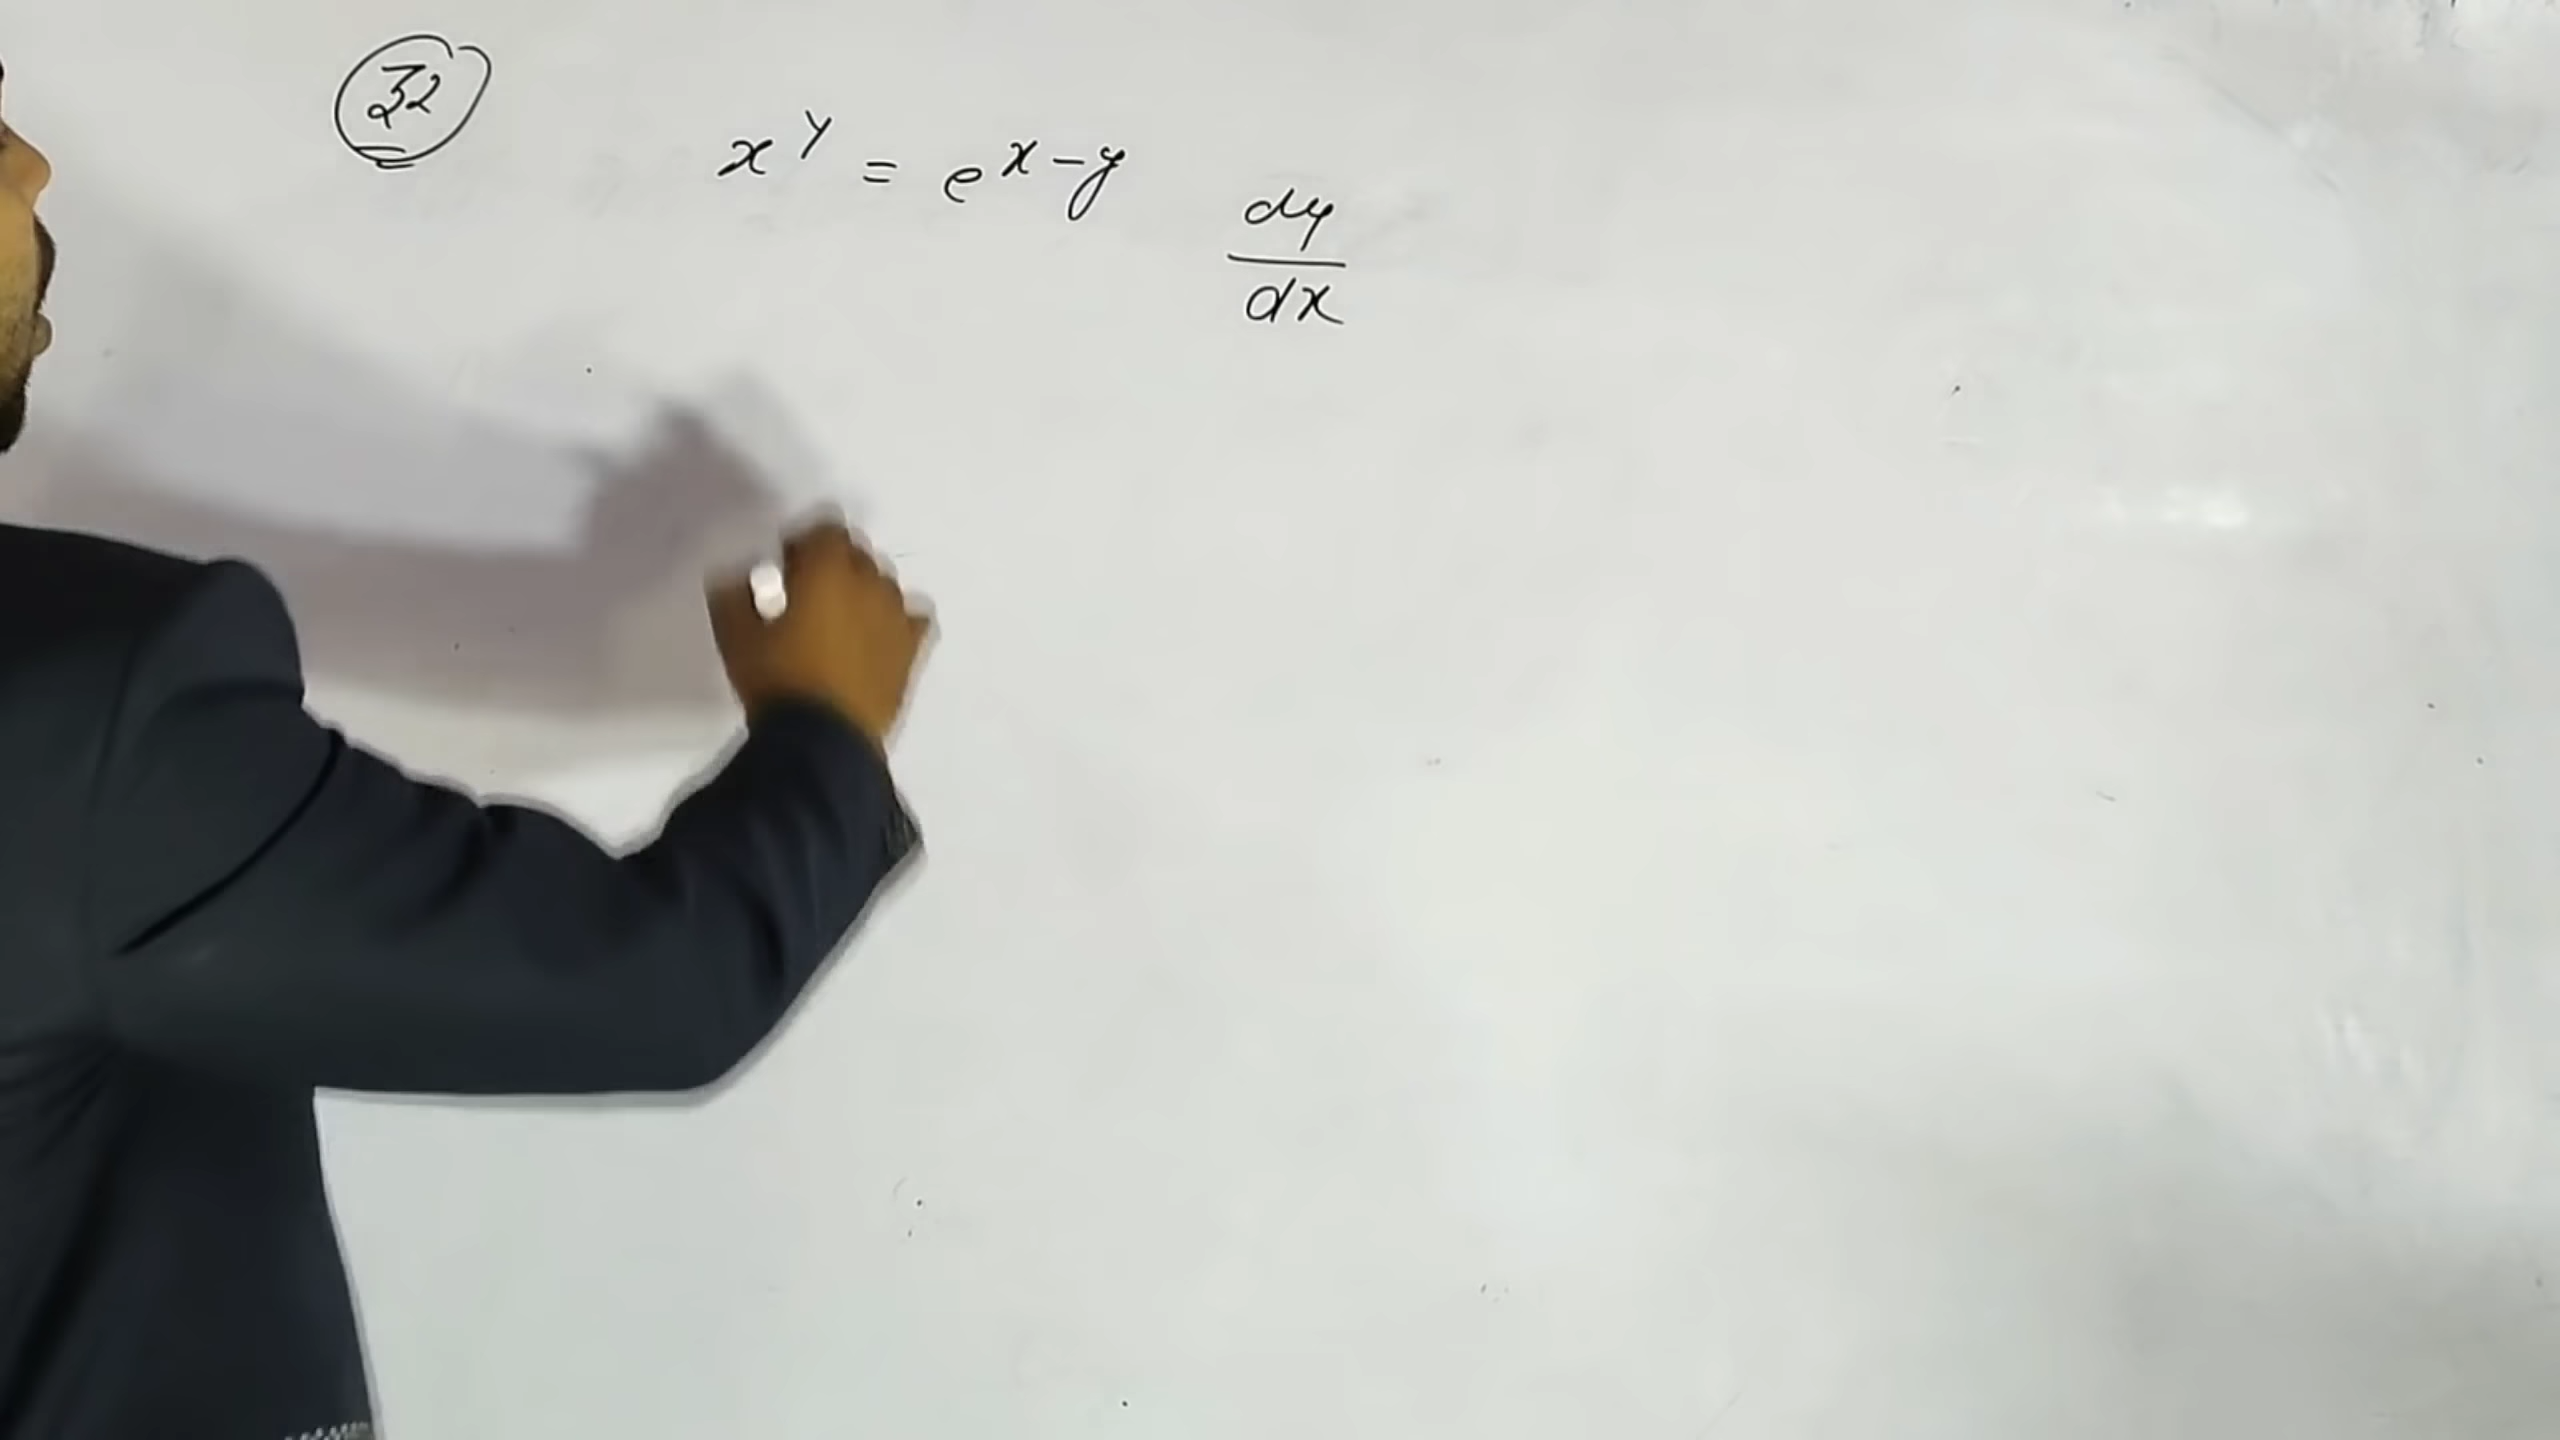 32
x^y = e^{x-y}
dy/dx